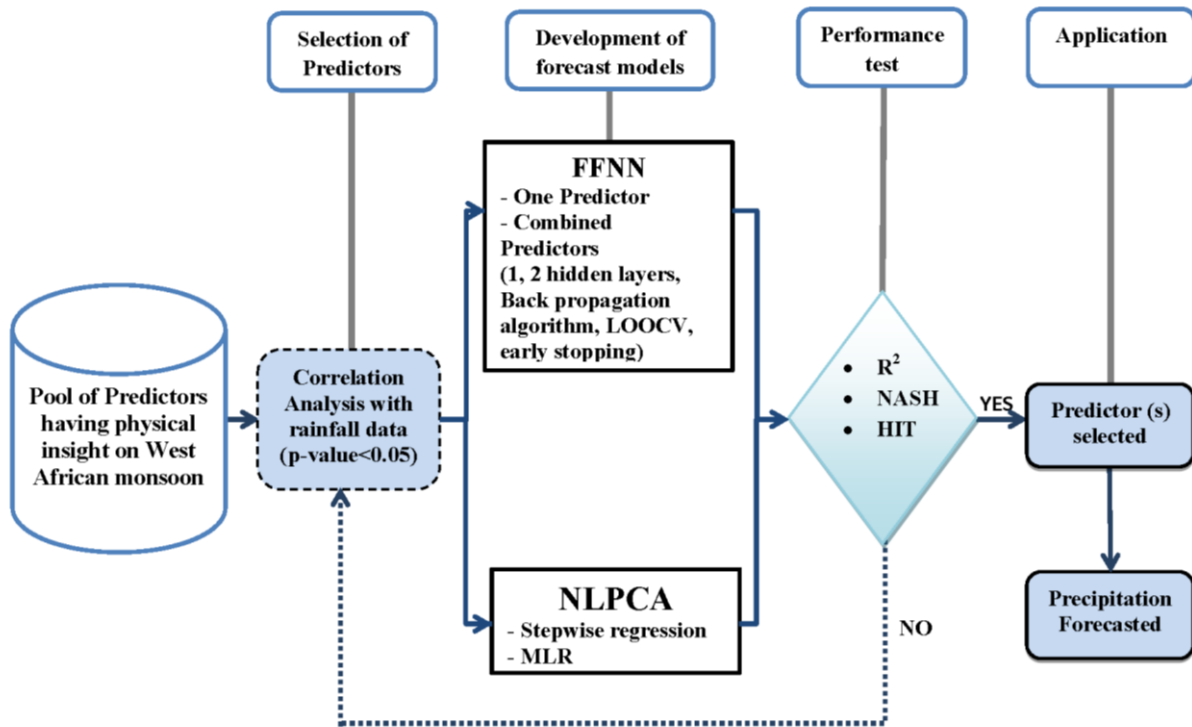 Selection of
Predictors
Development of
forecast models
Performance
test
Application
Pool of Predictors
having physical
insight on West
African monsoon
Correlation
Analysis with
rainfall data
(p-value<0.05)
FFNN
- One Predictor
- Combined
Predictors
(1, 2 hidden layers,
Back propagation
algorithm, LOOCV,
early stopping)
NLPCA
- Stepwise regression
- MLR
• R²
• NASH
• HIT
YES
NO
Predictor (s)
selected
Precipitation
Forecasted